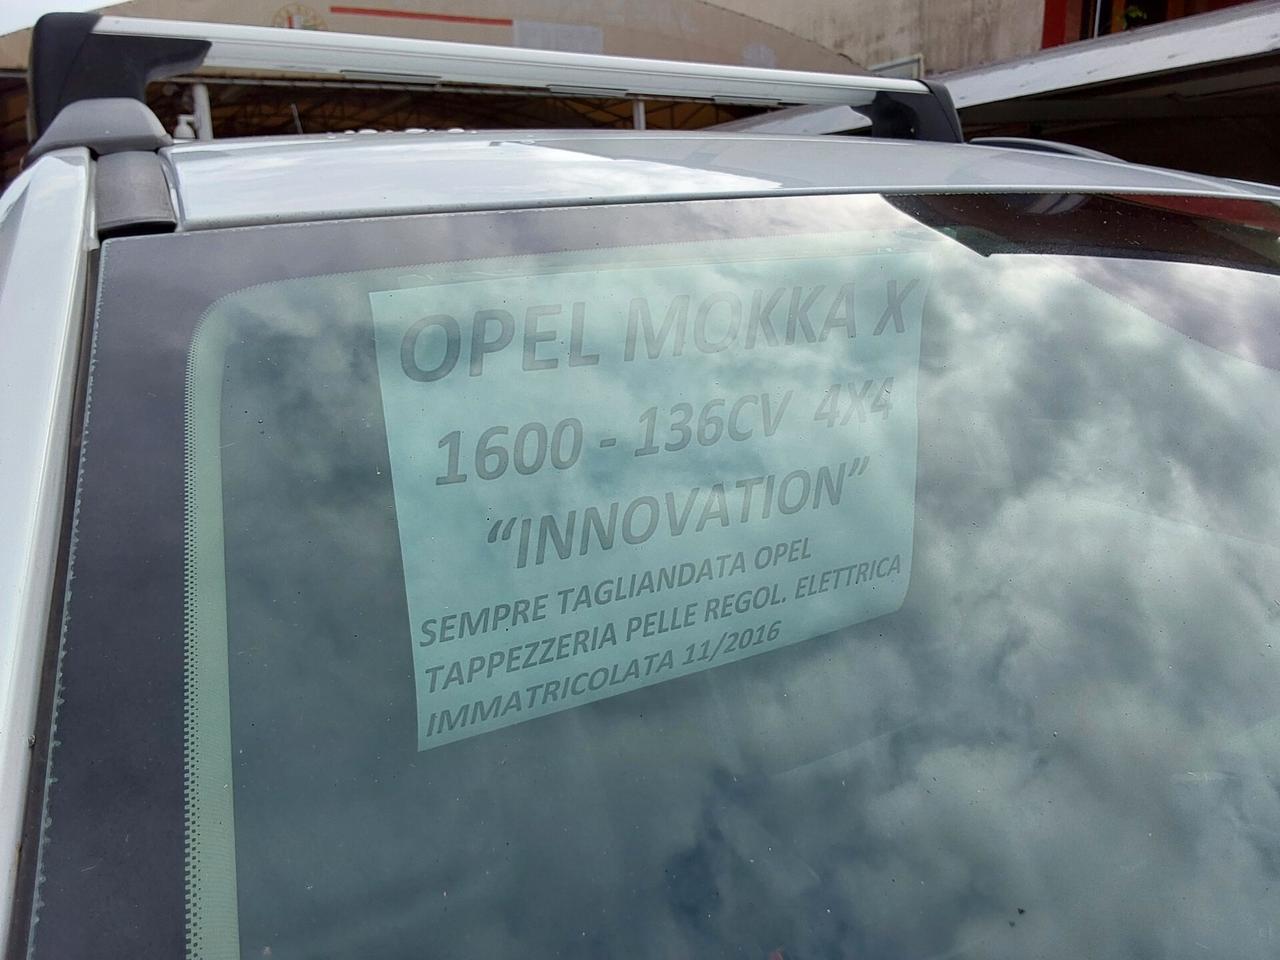 OPEL MOKKA X
1600 - 136CV 4X4
“INNOVATION”
SEMPRE TAGLIANDATA OPEL
TAPPEZZERIA PELLE REGOL. ELETTRICA
IMMATRICOLATA 11/2016